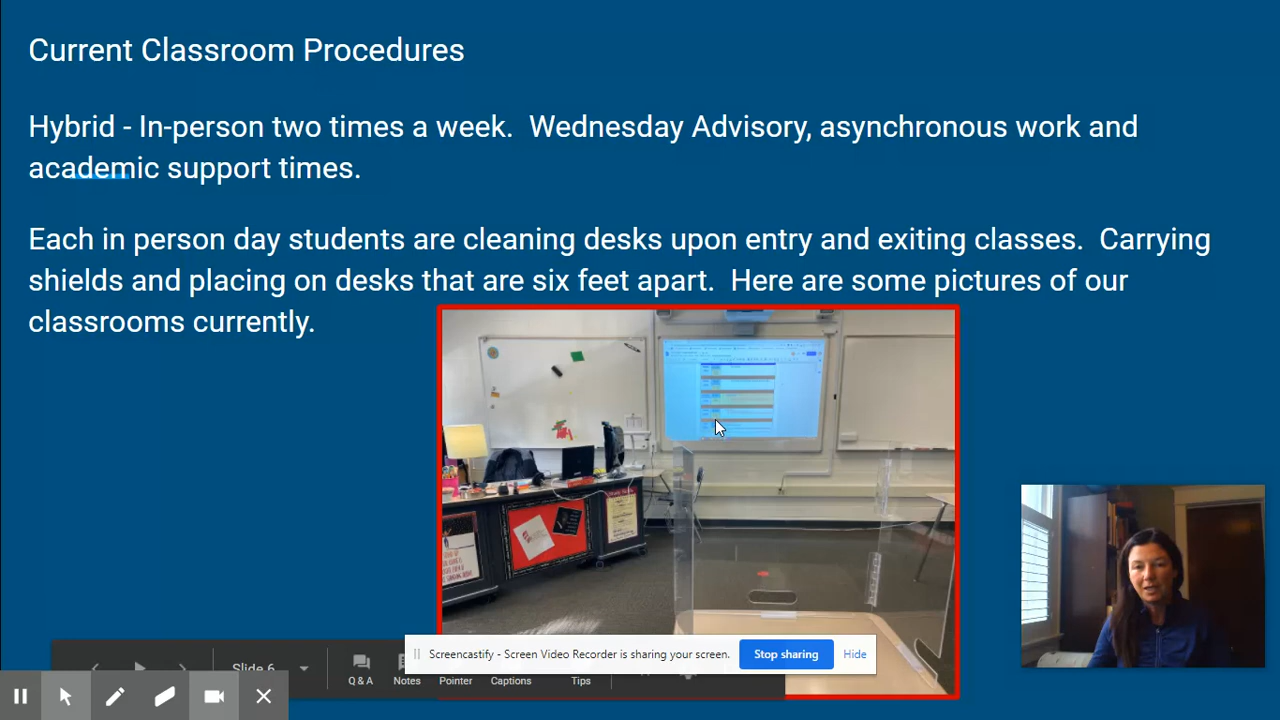 Current Classroom Procedures
Hybrid - In-person two times a week.  Wednesday Advisory, asynchronous work and
academic support times.
Each in person day students are cleaning desks upon entry and exiting classes.  Carrying
shields and placing on desks that are six feet apart.  Here are some pictures of our
classrooms currently.
Screencastify - Screen Video Recorder is sharing your screen.
Stop sharing
Hide
Slide 6
Q & A
Notes
Pointer
Captions
Tips